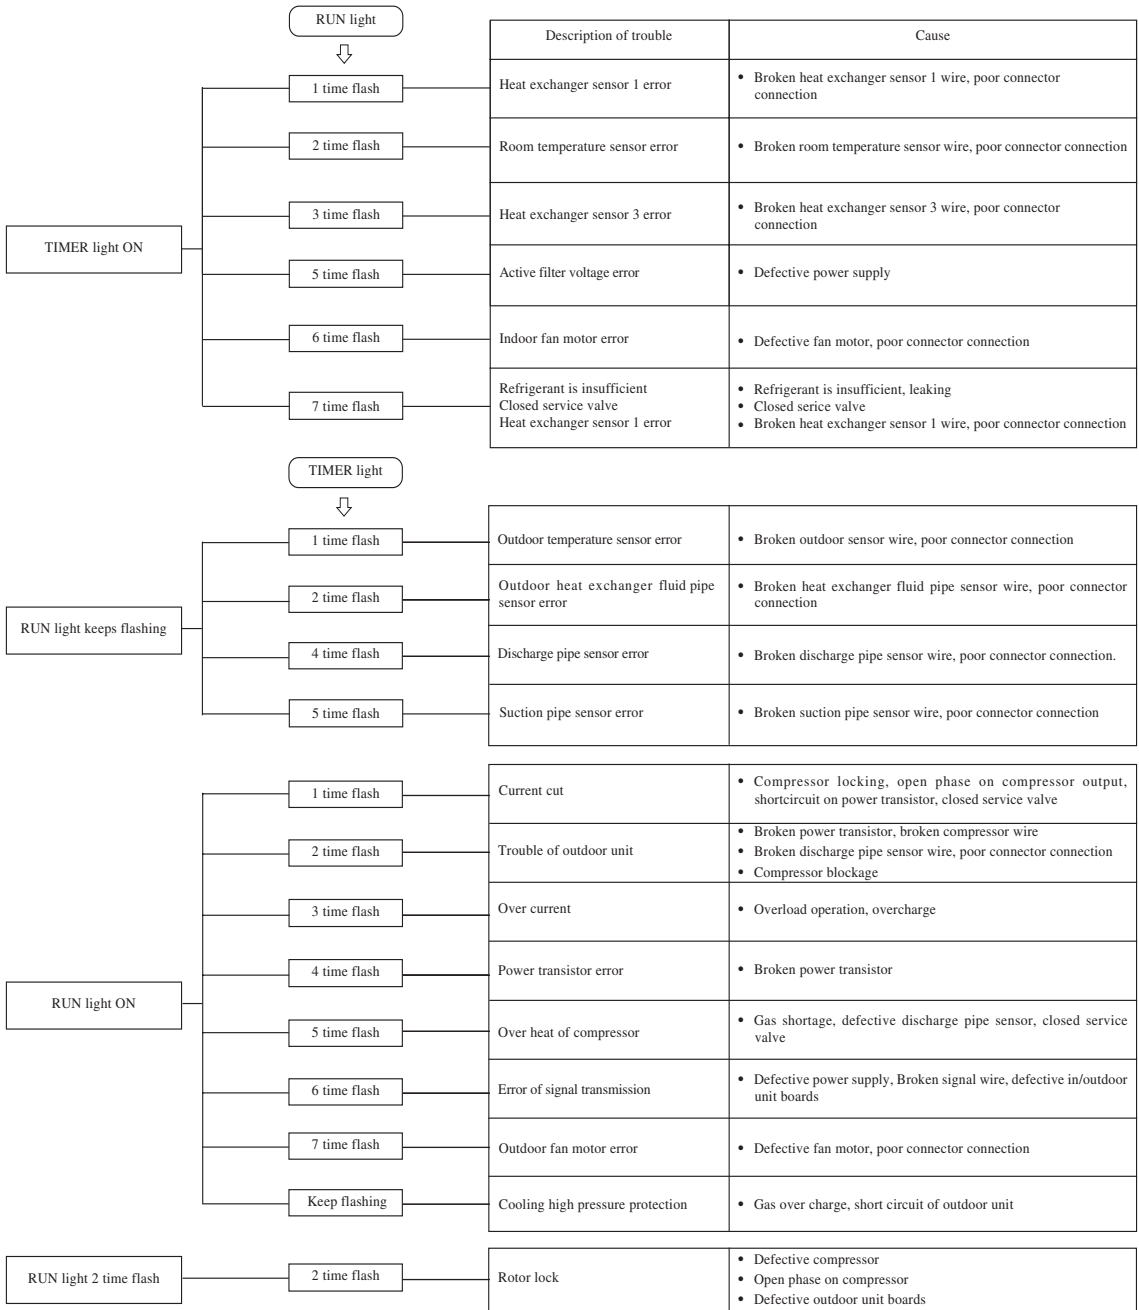 RUN light
Description of trouble
Cause
1 time flash
Heat exchanger sensor 1 error
• Broken heat exchanger sensor 1 wire, poor connector
connection
2 time flash
Room temperature sensor error
• Broken room temperature sensor wire, poor connector connection
3 time flash
Heat exchanger sensor 3 error
• Broken heat exchanger sensor 3 wire, poor connector
connection
TIMER light ON
5 time flash
Active filter voltage error
• Defective power supply
6 time flash
Indoor fan motor error
• Defective fan motor, poor connector connection
7 time flash
Refrigerant is insufficient
Closed service valve
Heat exchanger sensor 1 error
• Refrigerant is insufficient, leaking
• Closed serice valve
• Broken heat exchanger sensor 1 wire, poor connector connection
TIMER light
1 time flash
Outdoor temperature sensor error
• Broken outdoor sensor wire, poor connector connection
2 time flash
Outdoor heat exchanger fluid pipe
sensor error
• Broken heat exchanger fluid pipe sensor wire, poor connector
connection
RUN light keeps flashing
4 time flash
Discharge pipe sensor error
• Broken discharge pipe sensor wire, poor connector connection.
5 time flash
Suction pipe sensor error
• Broken suction pipe sensor wire, poor connector connection
1 time flash
Current cut
• Compressor locking, open phase on compressor output,
shortcircuit on power transistor, closed service valve
2 time flash
Trouble of outdoor unit
• Broken power transistor, broken compressor wire
• Broken discharge pipe sensor wire, poor connector connection
• Compressor blockage
3 time flash
Over current
• Overload operation, overcharge
4 time flash
Power transistor error
• Broken power transistor
RUN light ON
5 time flash
Over heat of compressor
• Gas shortage, defective discharge pipe sensor, closed service
valve
6 time flash
Error of signal transmission
• Defective power supply, Broken signal wire, defective in/outdoor
unit boards
7 time flash
Outdoor fan motor error
• Defective fan motor, poor connector connection
Keep flashing
Cooling high pressure protection
• Gas over charge, short circuit of outdoor unit
RUN light 2 time flash
2 time flash
Rotor lock
• Defective compressor
• Open phase on compressor
• Defective outdoor unit boards